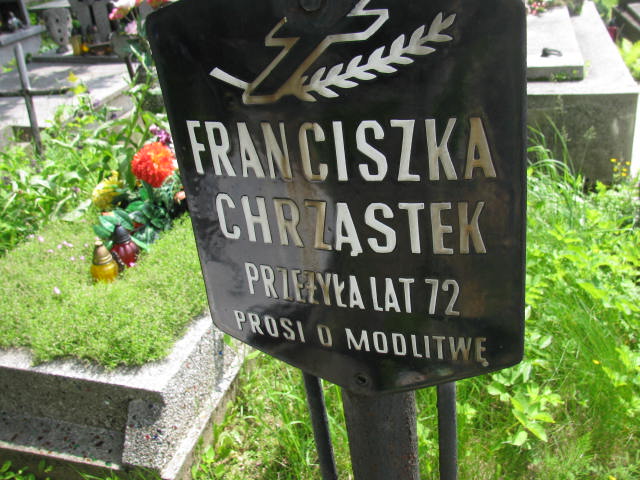 FRANCISZKA
CHRZĄSTEK
PRZEŻYŁA LAT 72
PROSI O MODLITWĘ